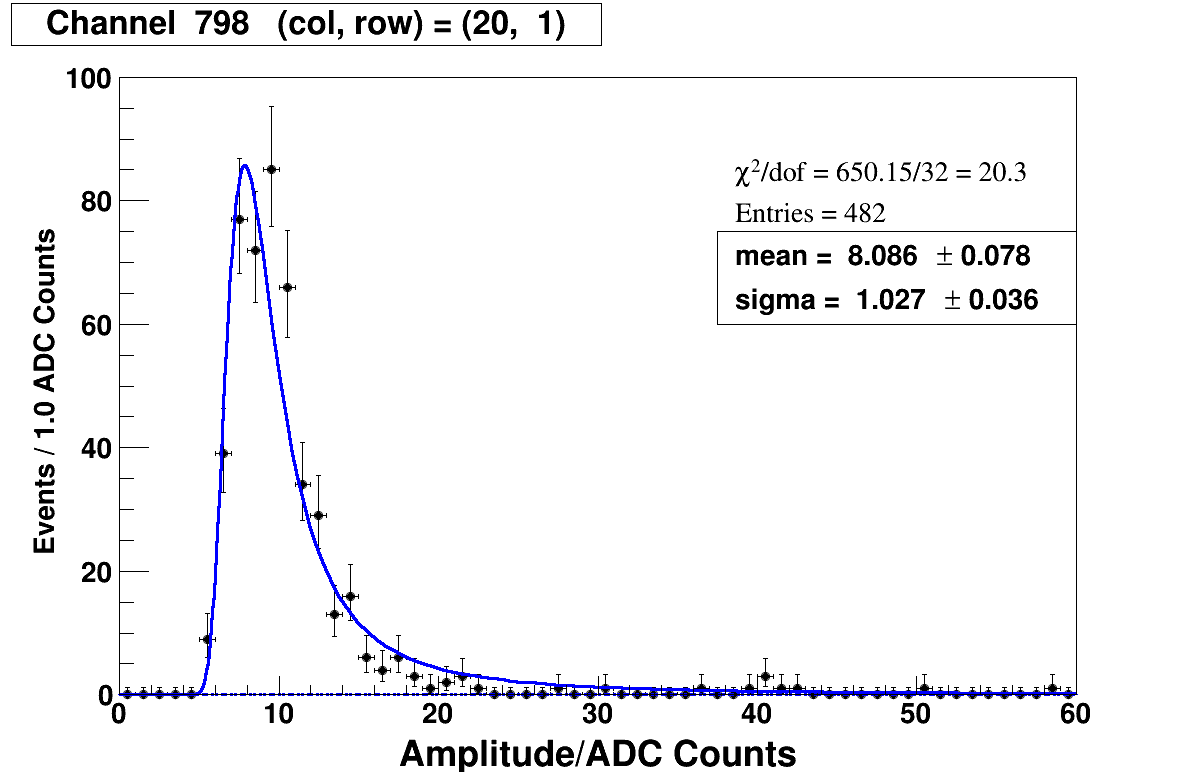 Channel 798 (col, row) = (20, 1)
100
80
60
40
20
0
Events / 1.0 ADC Counts
χ²/dof = 650.15/32 = 20.3
Entries = 482
mean = 8.086 ± 0.078
sigma = 1.027 ± 0.036
0 10 20 30 40 50 60
Amplitude/ADC Counts